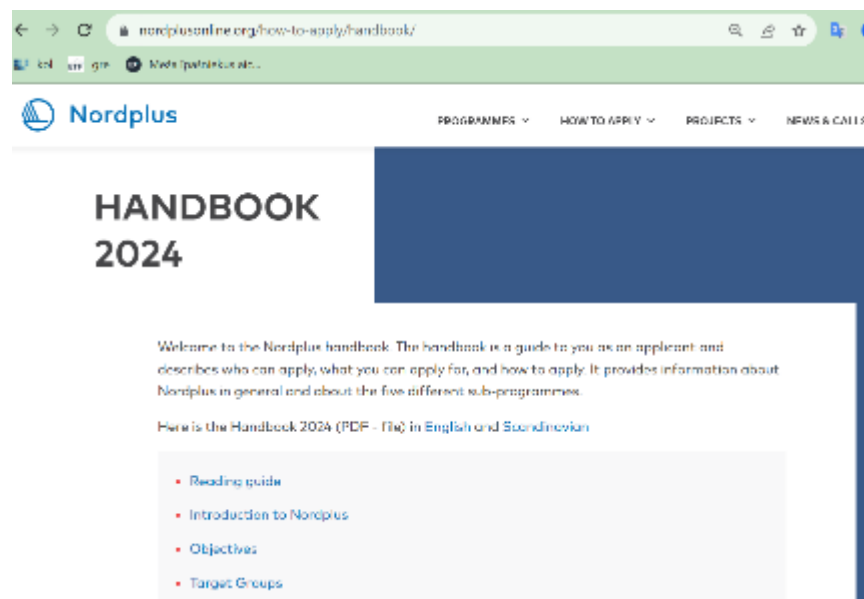 nordplusonline.org/how-to-apply/handbook/
Nordplus
PROGRAMMES
HOW TO APPLY
PROJECTS
NEWS & CALLS
HANDBOOK
2024
Welcome to the Nordplus handbook. The handbook is a guide to you as an applicant and
describes who can apply, what you can apply for, and how to apply. It provides information about
Nordplus in general and about the five different sub-programmes.
Here is the Handbook 2024 (PDF - file) in English and Scandinavian
Reading guide
Introduction to Nordplus
Objectives
Target Groups